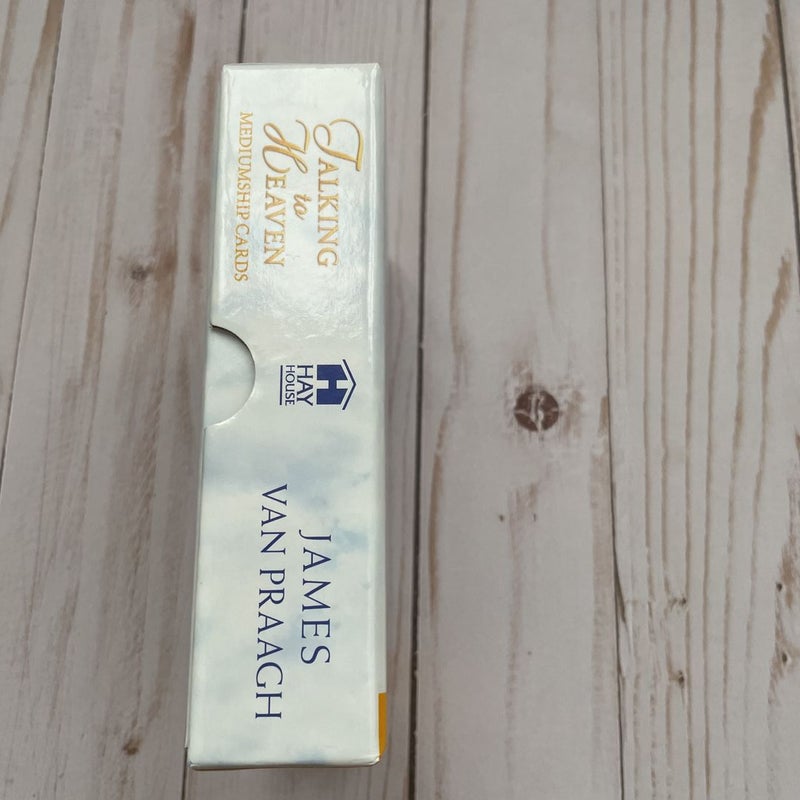 TALKING
to
HEAVEN
MEDIUMSHIP CARDS
H
HAY
HOUSE
JAMES
VAN PRAAGH